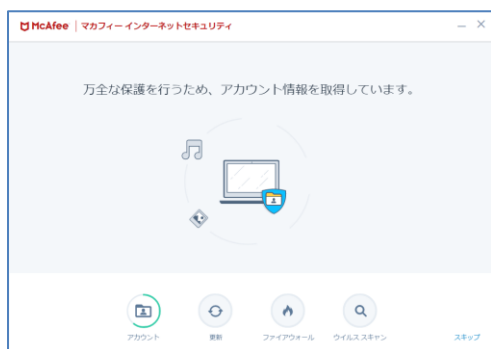 McAfee | マカフィー インターネットセキュリティ
万全な保護を行うため、アカウント情報を取得しています。
アカウント 更新 ファイアウォール ウイルス スキャン スキップ